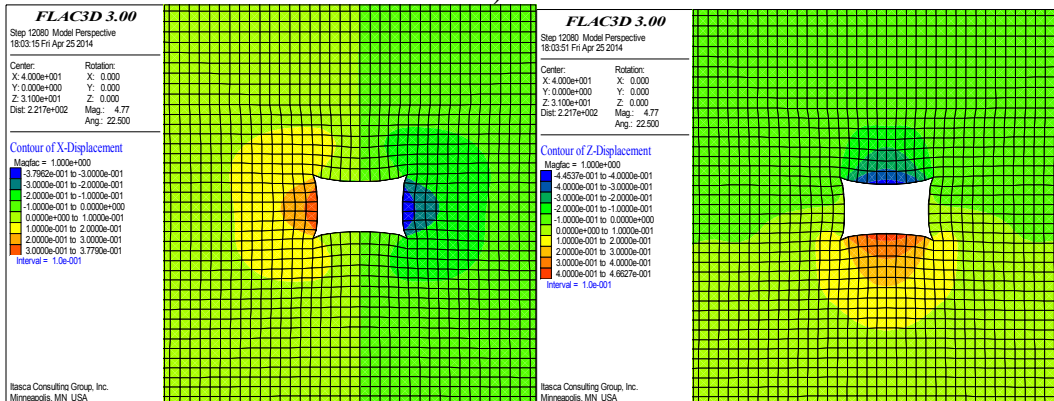 FLAC3D 3.00
Step 12080 Model Perspective
18:03:15 Fri Apr 25 2014
Center:
X: 4.000e+001
Y: 0.000e+000
Z: 3.100e+001
Dist: 2.217e+002
Rotation:
X: 0.000
Y: 0.000
Z: 0.000
Mag.: 4.77
Ang.: 22.500
Contour of X-Displacement
Magfac = 1.000e+000
-3.7962e-001 to -3.0000e-001
-3.0000e-001 to -2.0000e-001
-2.0000e-001 to -1.0000e-001
-1.0000e-001 to 0.0000e+000
0.0000e+000 to 1.0000e-001
1.0000e-001 to 2.0000e-001
2.0000e-001 to 3.0000e-001
3.0000e-001 to 3.7790e-001
Interval = 1.0e-001
Itasca Consulting Group, Inc.
Minneapolis, MN USA
FLAC3D 3.00
Step 12080 Model Perspective
18:03:51 Fri Apr 25 2014
Center:
X: 4.000e+001
Y: 0.000e+000
Z: 3.100e+001
Dist: 2.217e+002
Rotation:
X: 0.000
Y: 0.000
Z: 0.000
Mag.: 4.77
Ang.: 22.500
Contour of Z-Displacement
Magfac = 1.000e+000
-4.4537e-001 to -4.0000e-001
-4.0000e-001 to -3.0000e-001
-3.0000e-001 to -2.0000e-001
-2.0000e-001 to -1.0000e-001
-1.0000e-001 to 0.0000e+000
0.0000e+000 to 1.0000e-001
1.0000e-001 to 2.0000e-001
2.0000e-001 to 3.0000e-001
3.0000e-001 to 4.0000e-001
4.0000e-001 to 4.6627e-001
Interval = 1.0e-001
Itasca Consulting Group, Inc.
Minneapolis, MN USA